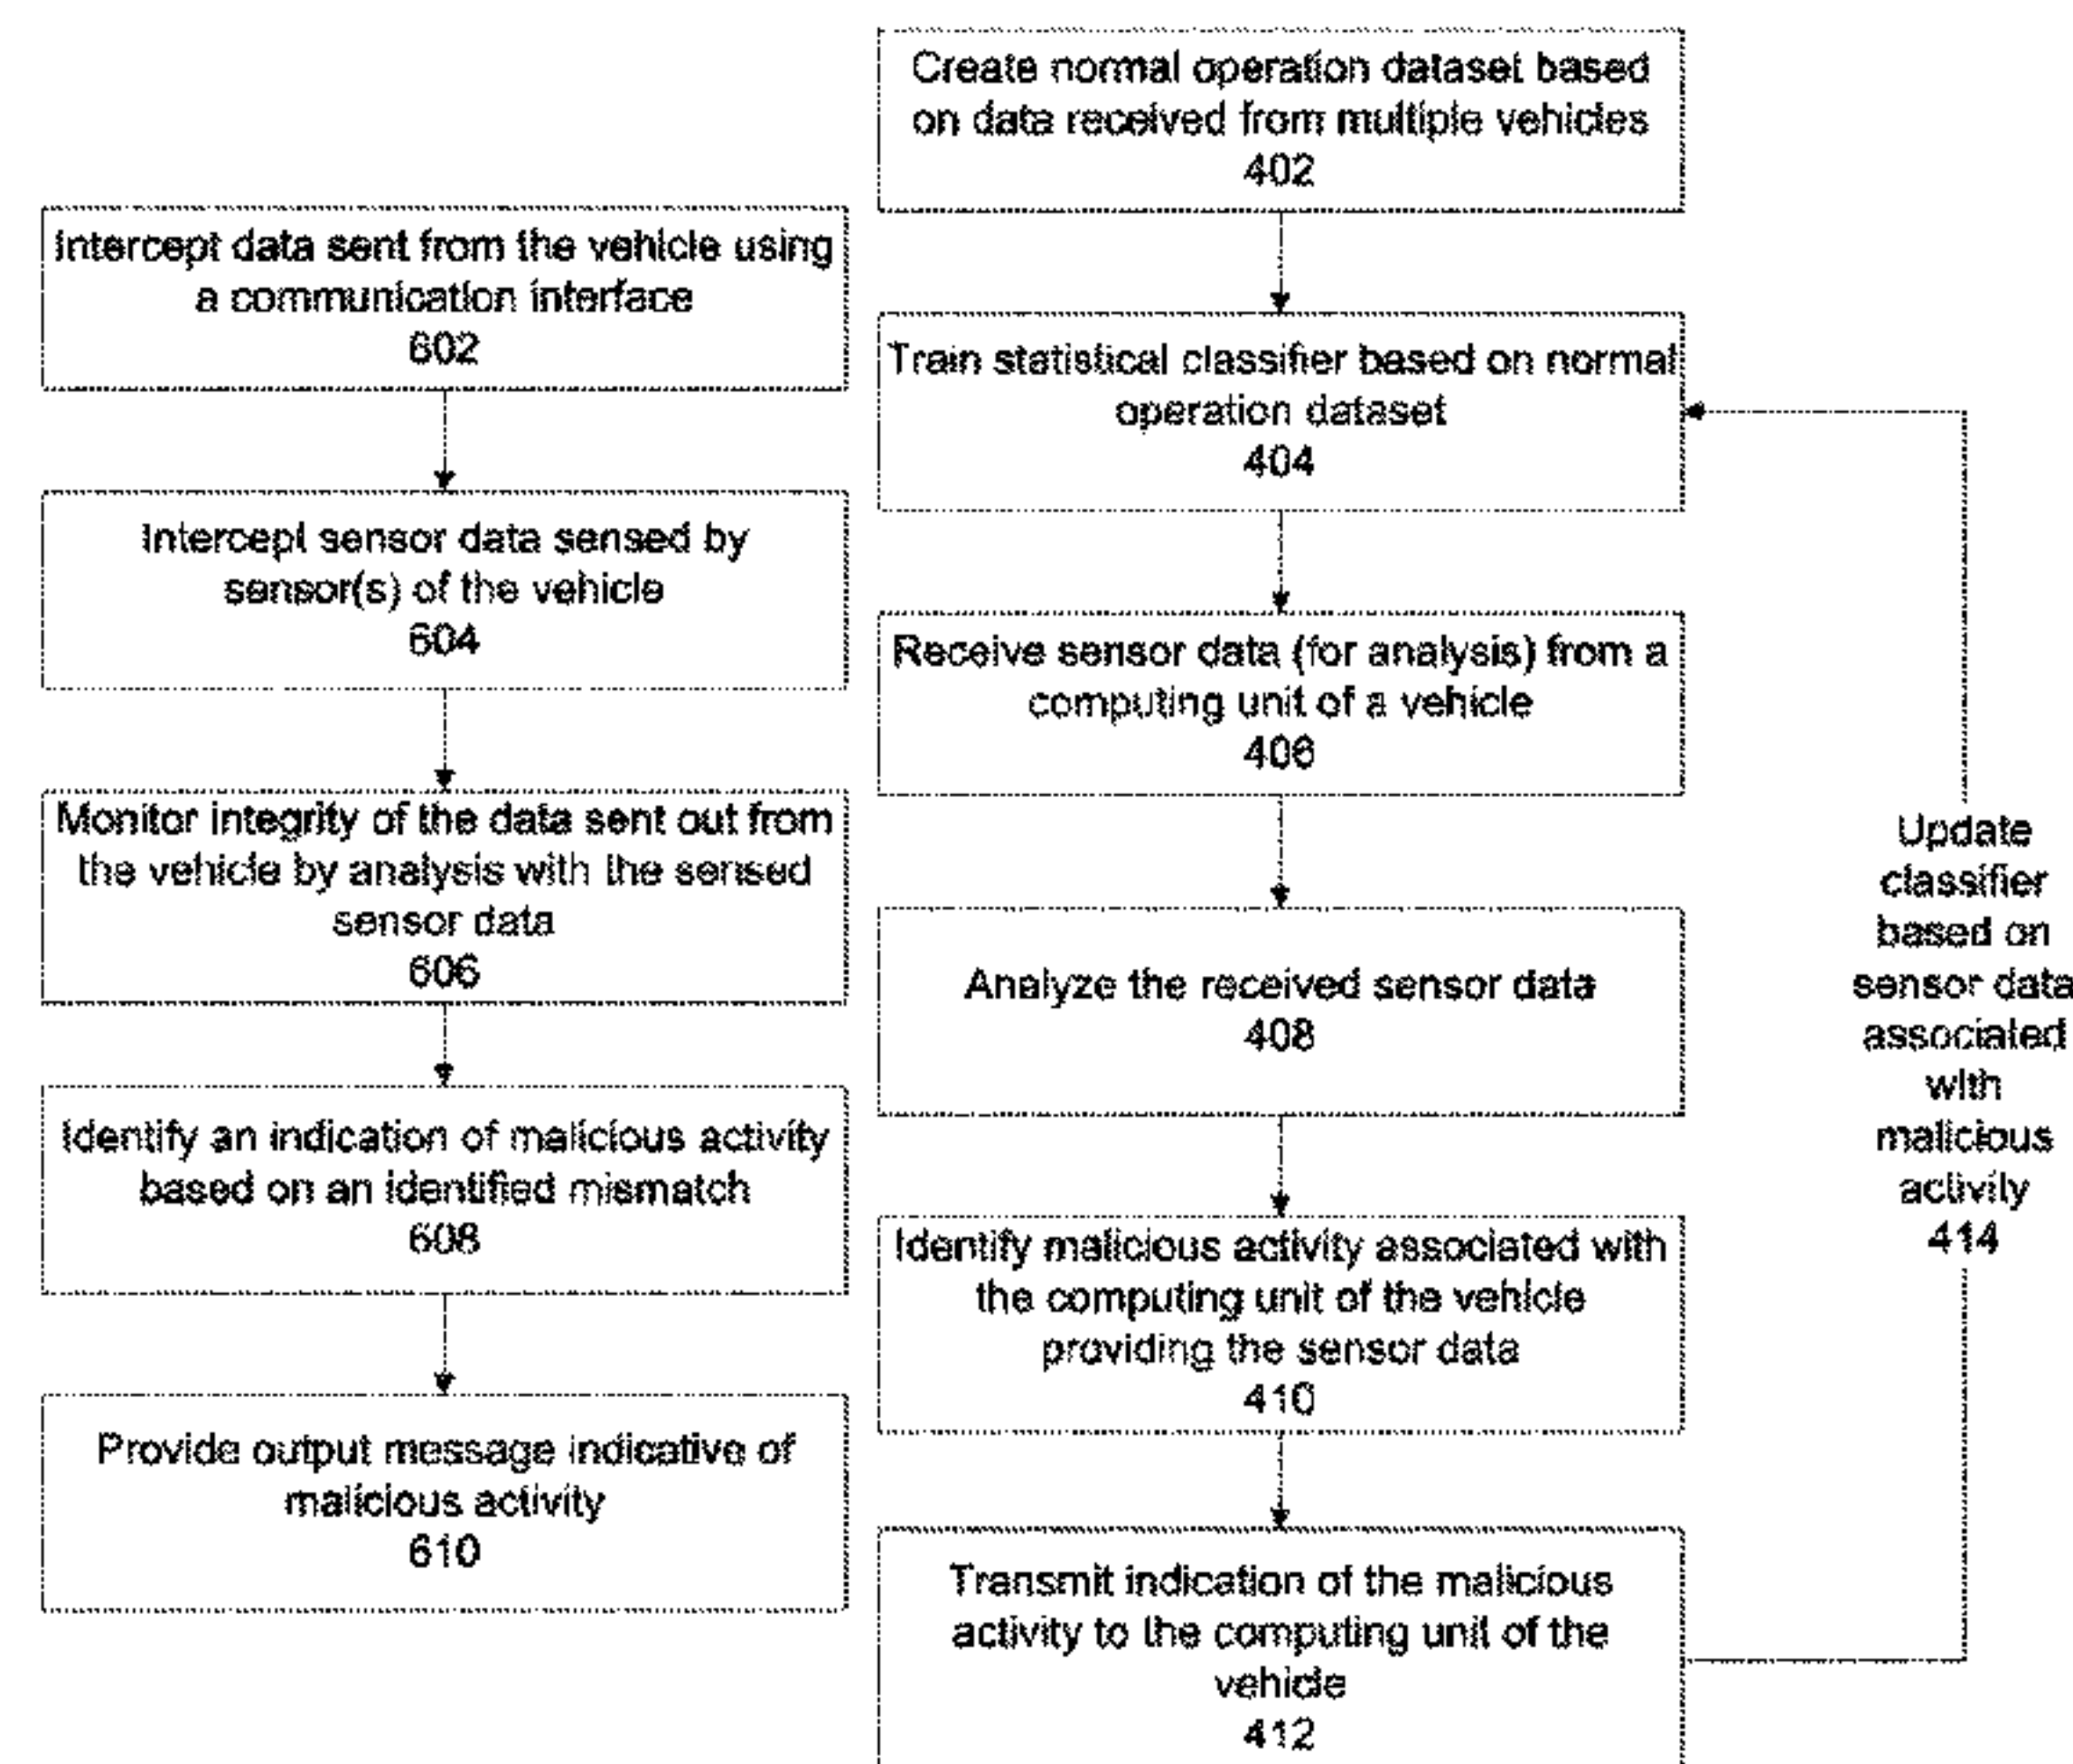 Intercept data sent from the vehicle using
a communication interface
602
Intercept sensor data sensed by
sensor(s) of the vehicle
604
Monitor integrity of the data sent out from
the vehicle by analysis with the sensed
sensor data
606
Identify an indication of malicious activity
based on an identified mismatch
608
Provide output message indicative of
malicious activity
610
Create normal operation dataset based
on data received from multiple vehicles
402
Train statistical classifier based on normal
operation dataset
404
Receive sensor data (for analysis) from a
computing unit of a vehicle
406
Analyze the received sensor data
408
Identify malicious activity associated with
the computing unit of the vehicle
providing the sensor data
410
Transmit indication of the malicious
activity to the computing unit of the
vehicle
412
Update
classifier
based on
sensor data
associated
with
malicious
activity
414